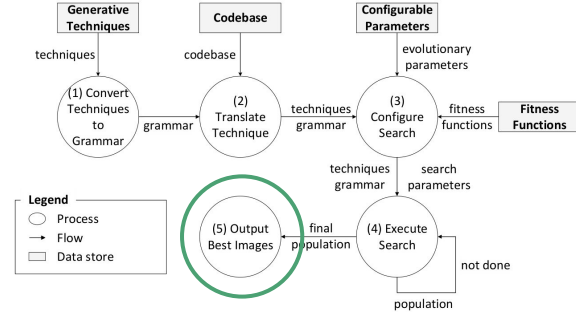 Generative
Techniques
Codebase
Configurable
Parameters
techniques
codebase
evolutionary
parameters
(1) Convert
Techniques
to
Grammar
grammar
(2)
Translate
Technique
techniques
grammar
(3)
Configure
Search
fitness
functions
Fitness
Functions
techniques
grammar
search
parameters
Legend
Process
Flow
Data store
(5) Output
Best Images
final
population
(4) Execute
Search
not done
population